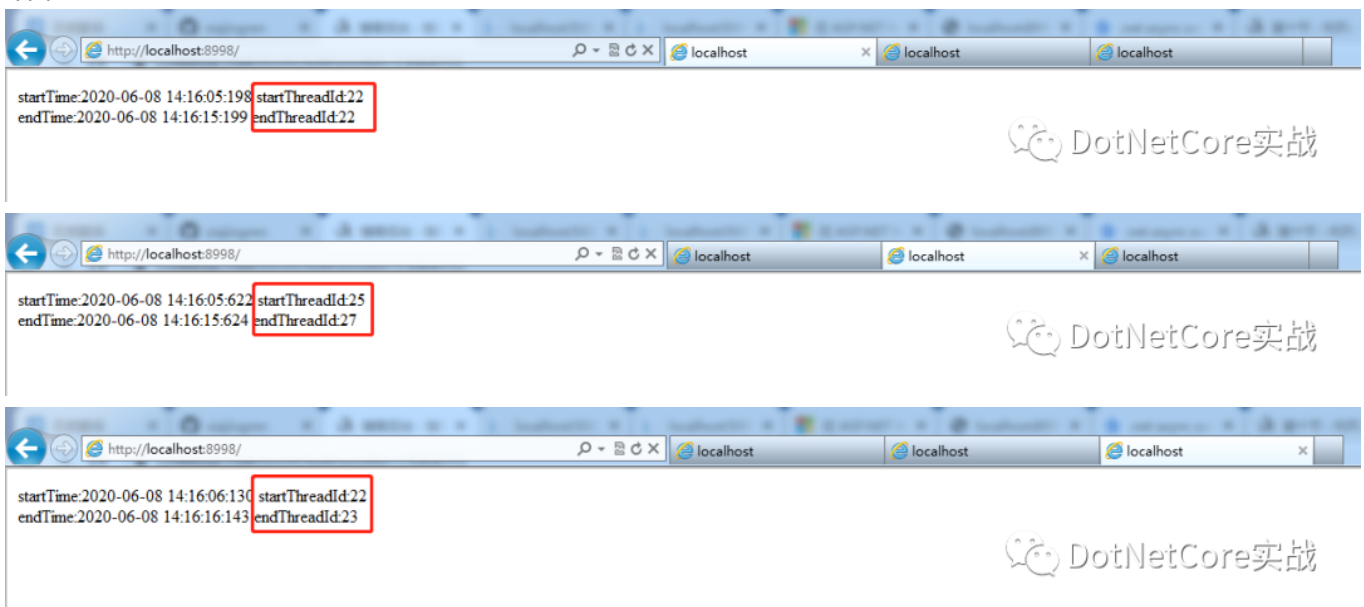 http://localhost:8998/
localhost
localhost
localhost
startTime:2020-06-08 14:16:05:198 startThreadId:22
endTime:2020-06-08 14:16:15:199 endThreadId:22
DotNetCore实战
http://localhost:8998/
localhost
localhost
localhost
startTime:2020-06-08 14:16:05:622 startThreadId:25
endTime:2020-06-08 14:16:15:624 endThreadId:27
DotNetCore实战
http://localhost:8998/
localhost
localhost
localhost
startTime:2020-06-08 14:16:06:130 startThreadId:22
endTime:2020-06-08 14:16:16:143 endThreadId:23
DotNetCore实战